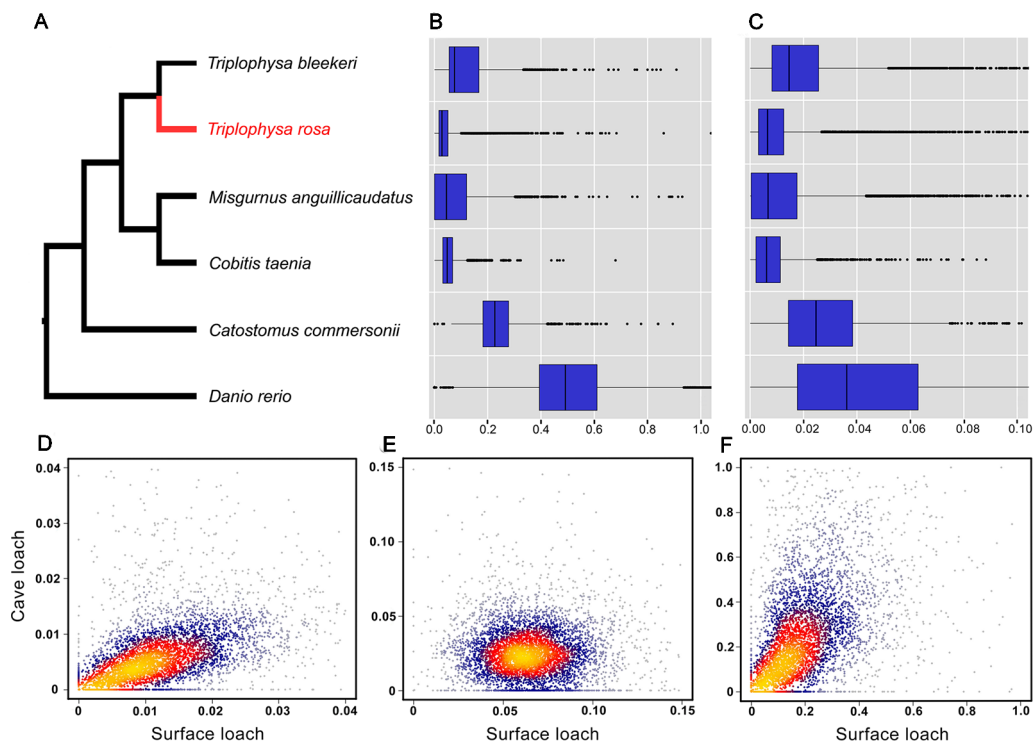 A
B
C
Triplophysa bleekeri
Triplophysa rosa
Misgurnus anguillicaudatus
Cobitis taenia
Catostomus commersonii
Danio rerio
0.0 0.2 0.4 0.6 0.8 1.0
0.00 0.02 0.04 0.06 0.08 0.10
D
E
F
0.04
0.03
0.02
0.01
0
0 0.01 0.02 0.03 0.04
Cave loach
Surface loach
0.15
0.10
0.05
0
0 0.05 0.10 0.15
Surface loach
1.0
0.8
0.6
0.4
0.2
0
0 0.2 0.4 0.6 0.8 1.0
Surface loach